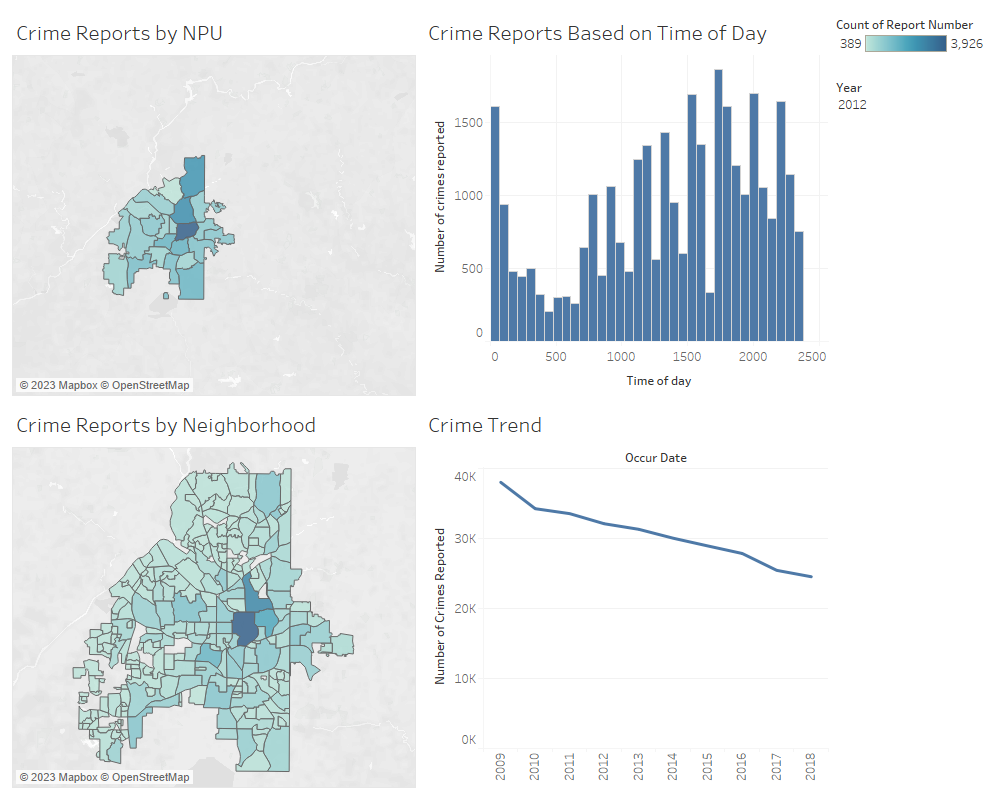 Crime Reports by NPU
© 2023 Mapbox © OpenStreetMap
Crime Reports Based on Time of Day
Number of crimes reported
1500
1000
500
0
0 500 1000 1500 2000 2500
Time of day
Count of Report Number
389 3,926
Year
2012
Crime Reports by Neighborhood
© 2023 Mapbox © OpenStreetMap
Crime Trend
Occur Date
Number of Crimes Reported
40K
30K
20K
10K
0K
2009 2010 2011 2012 2013 2014 2015 2016 2017 2018